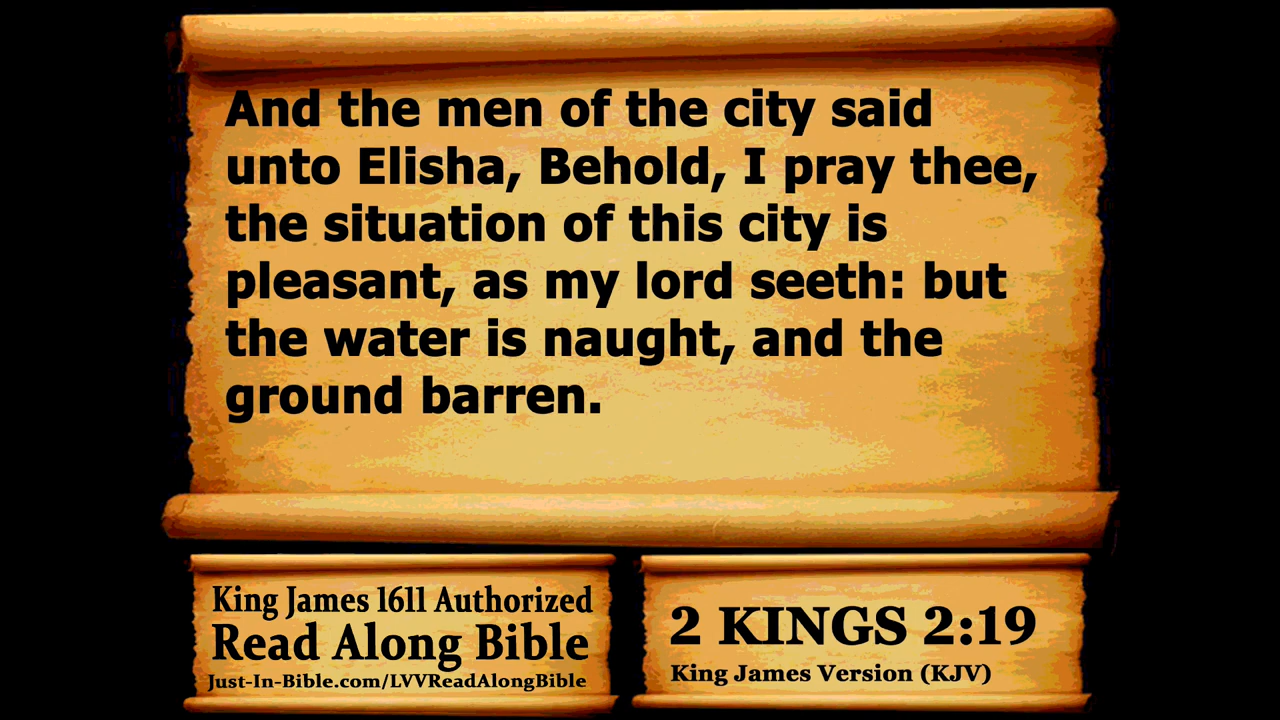 And the men of the city said
unto Elisha, Behold, I pray thee,
the situation of this city is
pleasant, as my lord seeth: but
the water is naught, and the
ground barren.
King James 1611 Authorized
Read Along Bible
Just-In-Bible.com/LVVReadAlongBible
2 KINGS 2:19
King James Version (KJV)